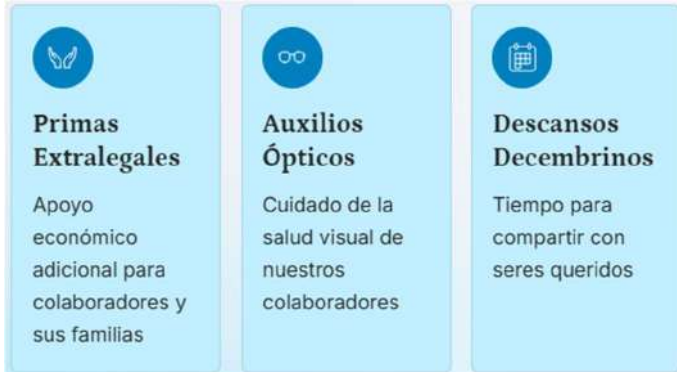 Primas
Extralegales
Apoyo
económico
adicional para
colaboradores y
sus familias
Auxilios
Ópticos
Cuidado de la
salud visual de
nuestros
colaboradores
Descansos
Decembrinos
Tiempo para
compartir con
seres queridos